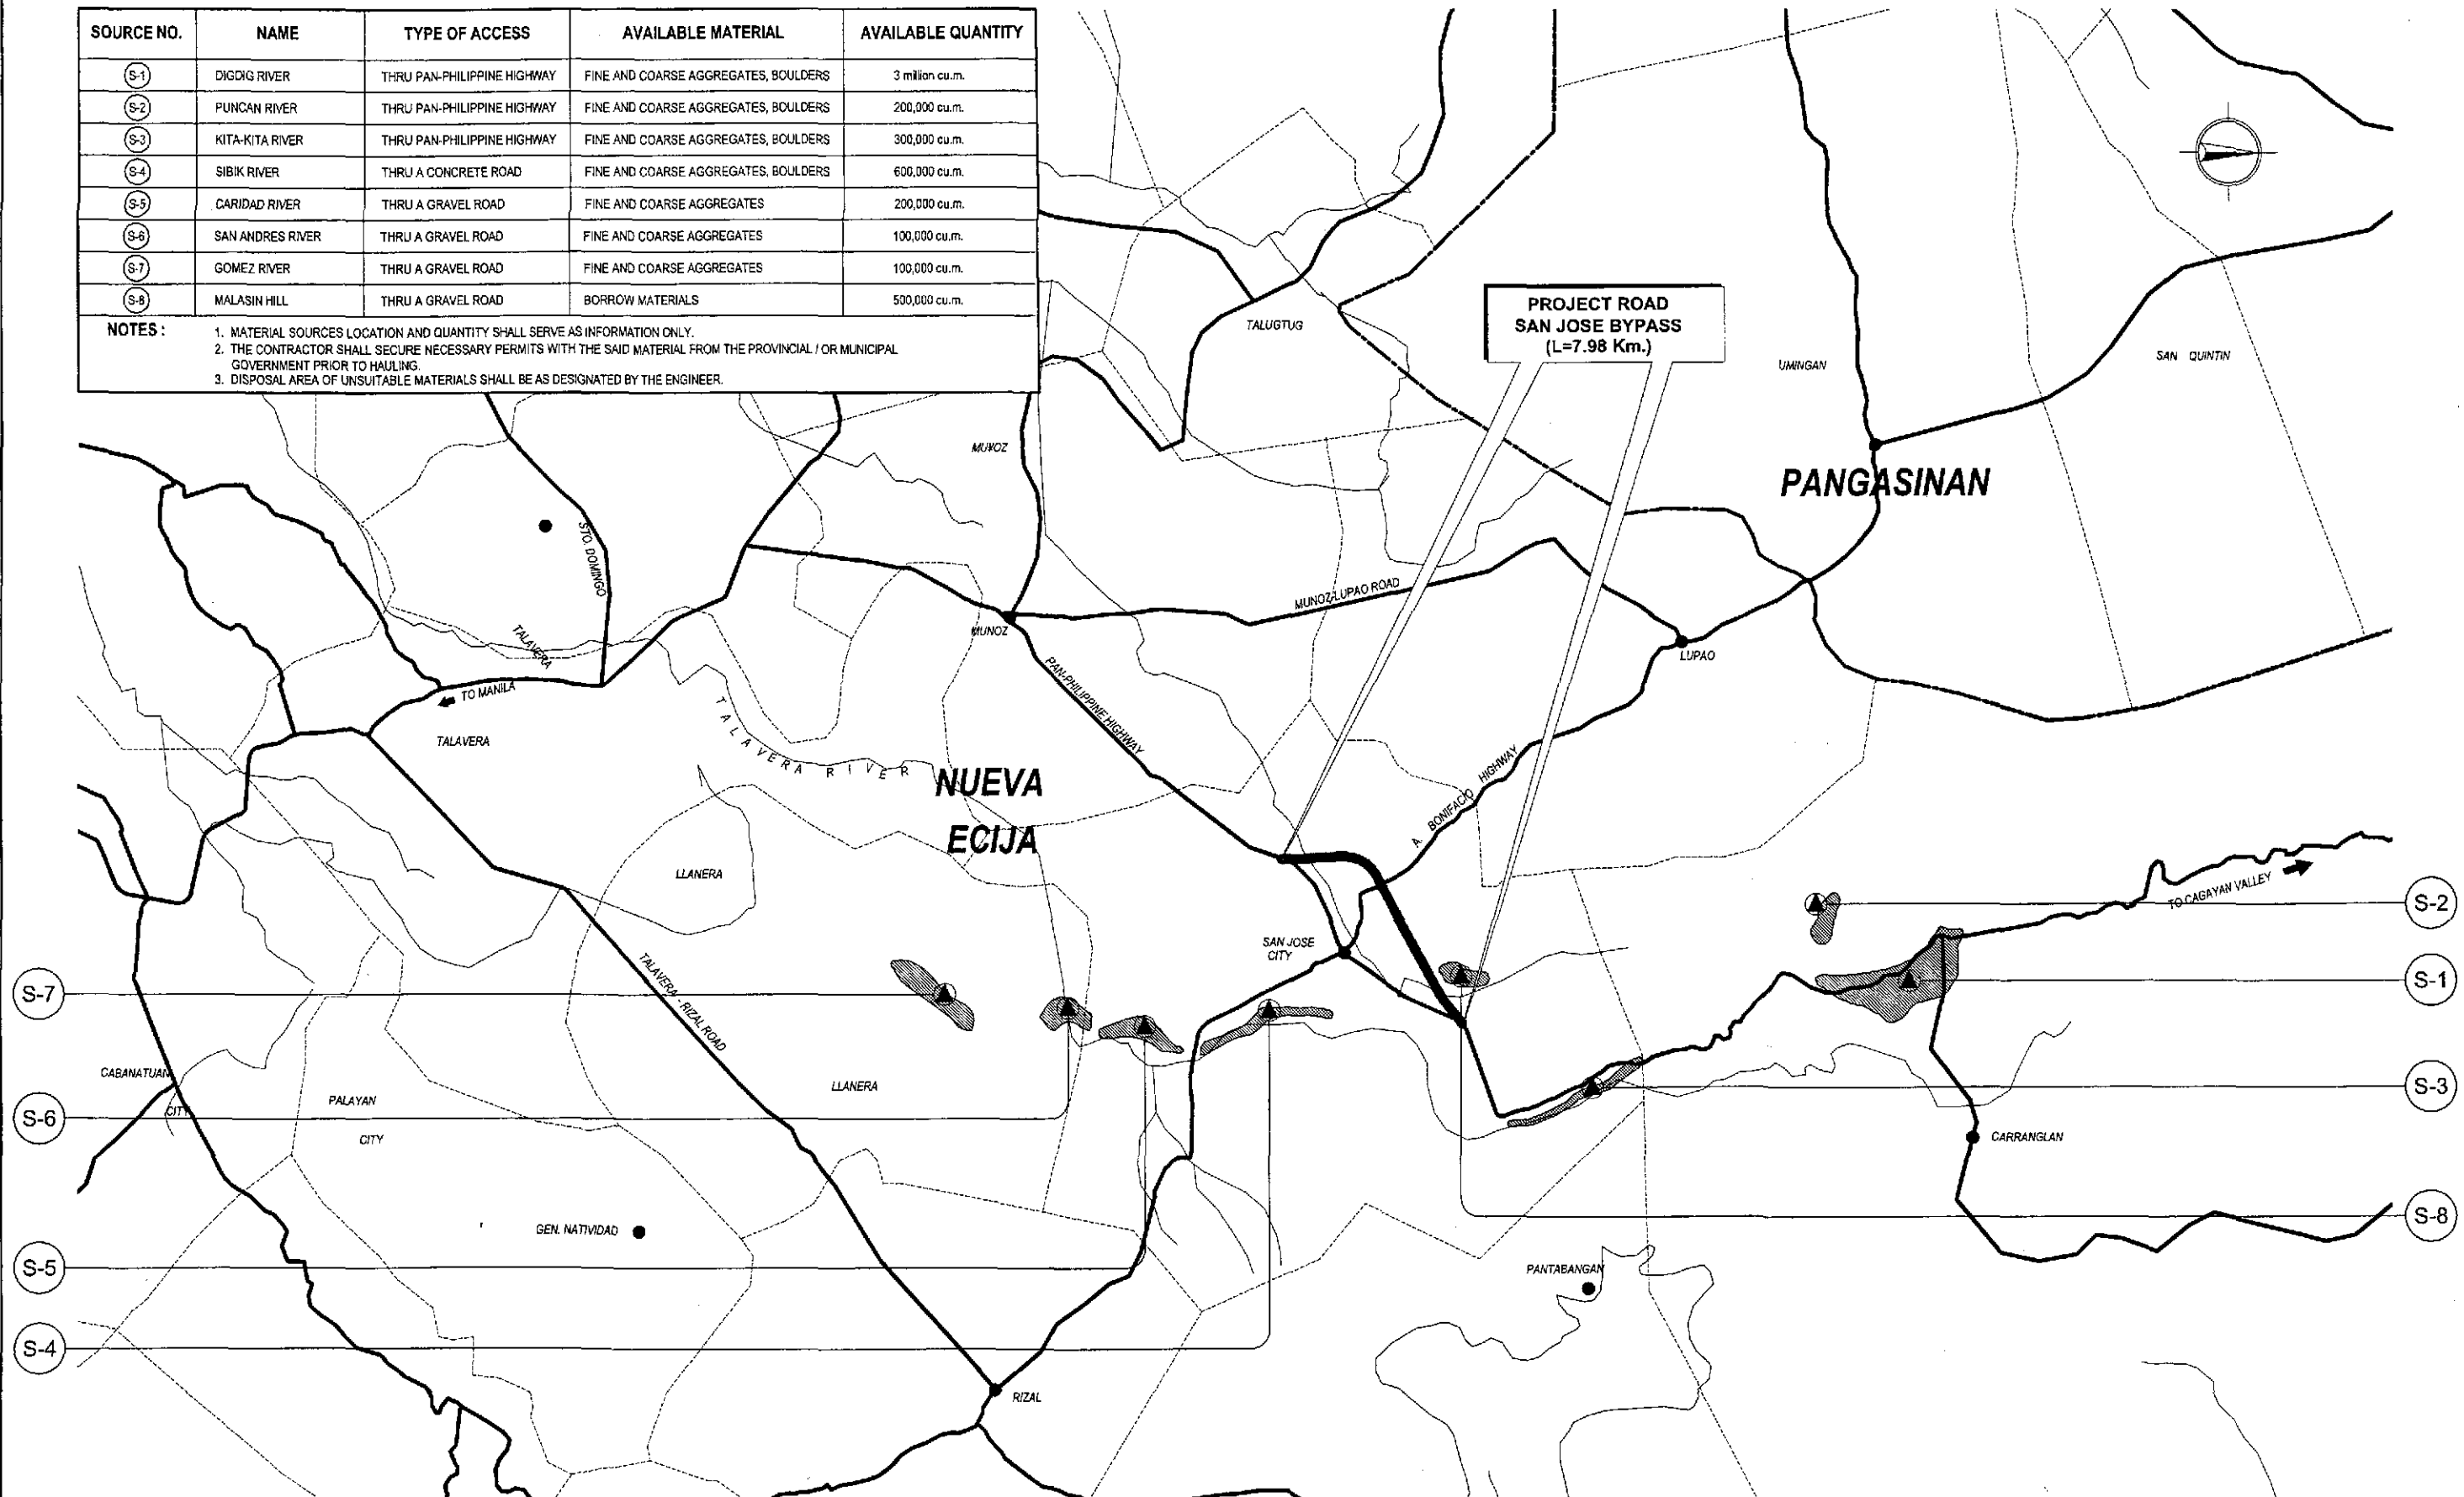 SOURCE NO. NAME TYPE OF ACCESS AVAILABLE MATERIAL AVAILABLE QUANTITY
S-1 DIGDIG RIVER THRU PAN-PHILIPPINE HIGHWAY FINE AND COARSE AGGREGATES, BOULDERS 3 million cu.m.
S-2 PUNCAN RIVER THRU PAN-PHILIPPINE HIGHWAY FINE AND COARSE AGGREGATES, BOULDERS 200,000 cu.m.
S-3 KITA-KITA RIVER THRU PAN-PHILIPPINE HIGHWAY FINE AND COARSE AGGREGATES, BOULDERS 300,000 cu.m.
S-4 SIBIK RIVER THRU A CONCRETE ROAD FINE AND COARSE AGGREGATES, BOULDERS 600,000 cu.m.
S-5 CARIDAD RIVER THRU A GRAVEL ROAD FINE AND COARSE AGGREGATES 200,000 cu.m.
S-6 SAN ANDRES RIVER THRU A GRAVEL ROAD FINE AND COARSE AGGREGATES 100,000 cu.m.
S-7 GOMEZ RIVER THRU A GRAVEL ROAD FINE AND COARSE AGGREGATES 100,000 cu.m.
S-8 MALASIN HILL THRU A GRAVEL ROAD BORROW MATERIALS 500,000 cu.m.
NOTES :
1. MATERIAL SOURCES LOCATION AND QUANTITY SHALL SERVE AS INFORMATION ONLY.
2. THE CONTRACTOR SHALL SECURE NECESSARY PERMITS WITH THE SAID MATERIAL FROM THE PROVINCIAL / OR MUNICIPAL
GOVERNMENT PRIOR TO HAULING.
3. DISPOSAL AREA OF UNSUITABLE MATERIALS SHALL BE AS DESIGNATED BY THE ENGINEER.
PROJECT ROAD
SAN JOSE BYPASS
(L=7.98 Km.)
TALUGTUG
UMINGAN
SAN QUINTIN
MUNOZ
PANGASINAN
STO. DOMINGO
MUNOZ-LUPAO ROAD
MUNOZ
TALAVERA
LUPAO
PAN-PHILIPPINE HIGHWAY
TO MANILA
TALAVERA
TALAVERA RIVER
NUEVA
ECIJA
A. BONIFACIO HIGHWAY
LLANERA
TO CAGAYAN VALLEY
S-2
SAN JOSE
CITY
S-1
S-7
TALAVERA - RIZAL ROAD
CABANATUAN
CITY
LLANERA
S-3
PALAYAN
CITY
S-6
CARRANGLAN
S-8
GEN. NATIVIDAD
S-5
PANTABANGAN
S-4
RIZAL